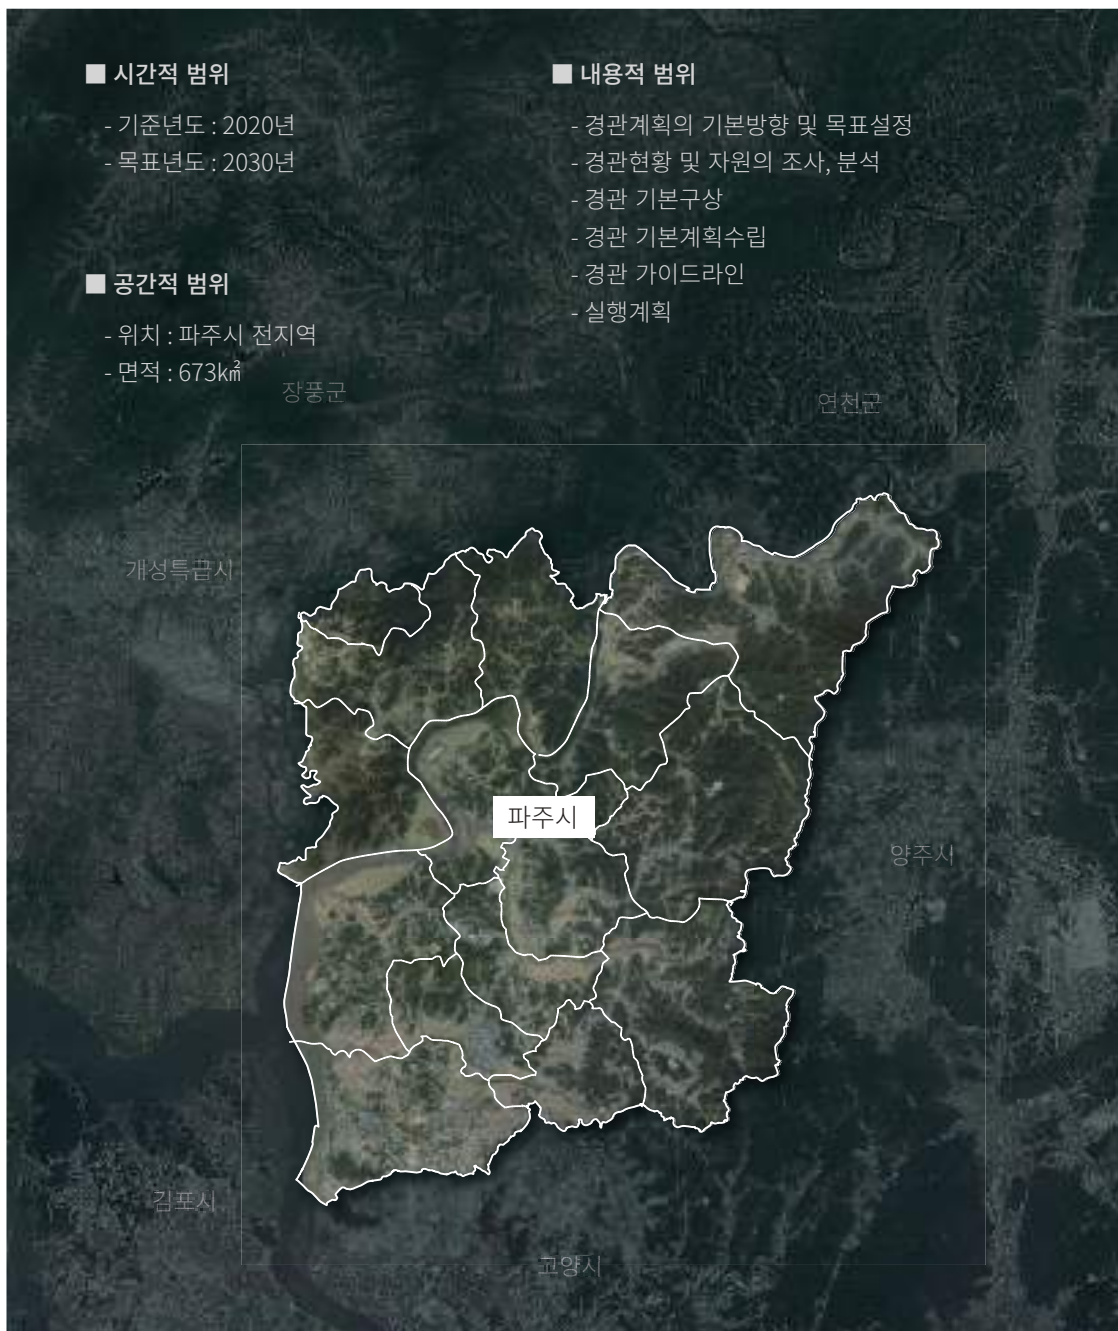 ■ 시간적 범위
- 기준년도 : 2020년
- 목표년도 : 2030년
■ 공간적 범위
- 위치 : 파주시 전지역
- 면적 : 673㎢
■ 내용적 범위
- 경관계획의 기본방향 및 목표설정
- 경관현황 및 자원의 조사, 분석
- 경관 기본구상
- 경관 기본계획수립
- 경관 가이드라인
- 실행계획
장풍군
연천군
개성특급시
파주시
양주시
김포시
고양시